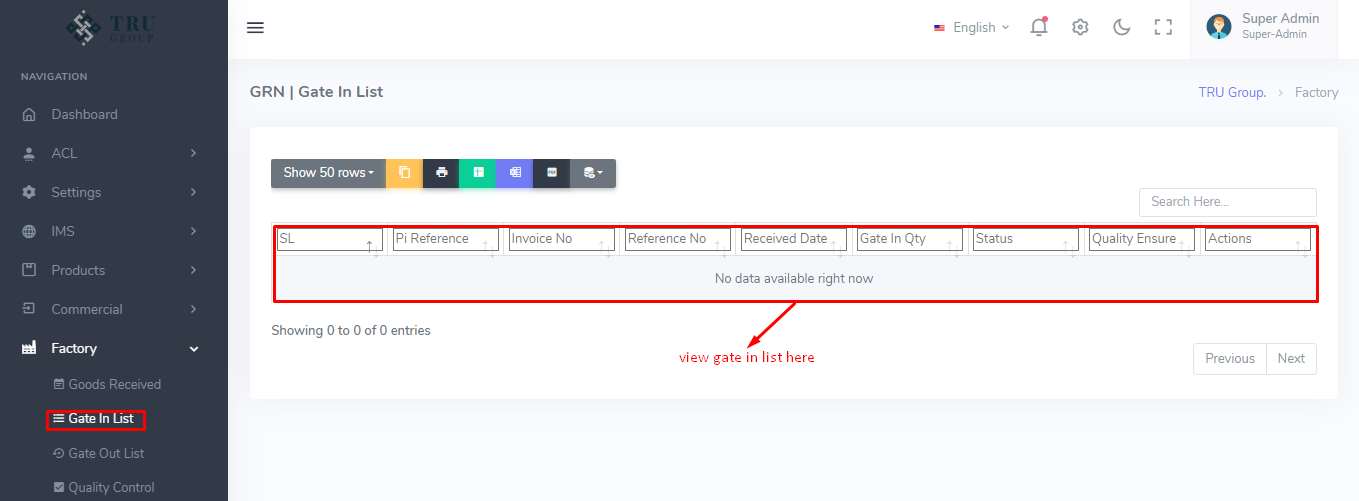 TRU
GROUP
English
Super Admin
Super-Admin
NAVIGATION
GRN | Gate In List
TRU Group. > Factory
Dashboard
ACL
Settings
IMS
Products
Commercial
Factory
Goods Received
Gate In List
Gate Out List
Quality Control
Show 50 rows
PDF
Search Here...
SL Pi Reference Invoice No Reference No Received Date Gate In Qty Status Quality Ensure Actions
No data available right now
Showing 0 to 0 of 0 entries
view gate in list here
Previous Next